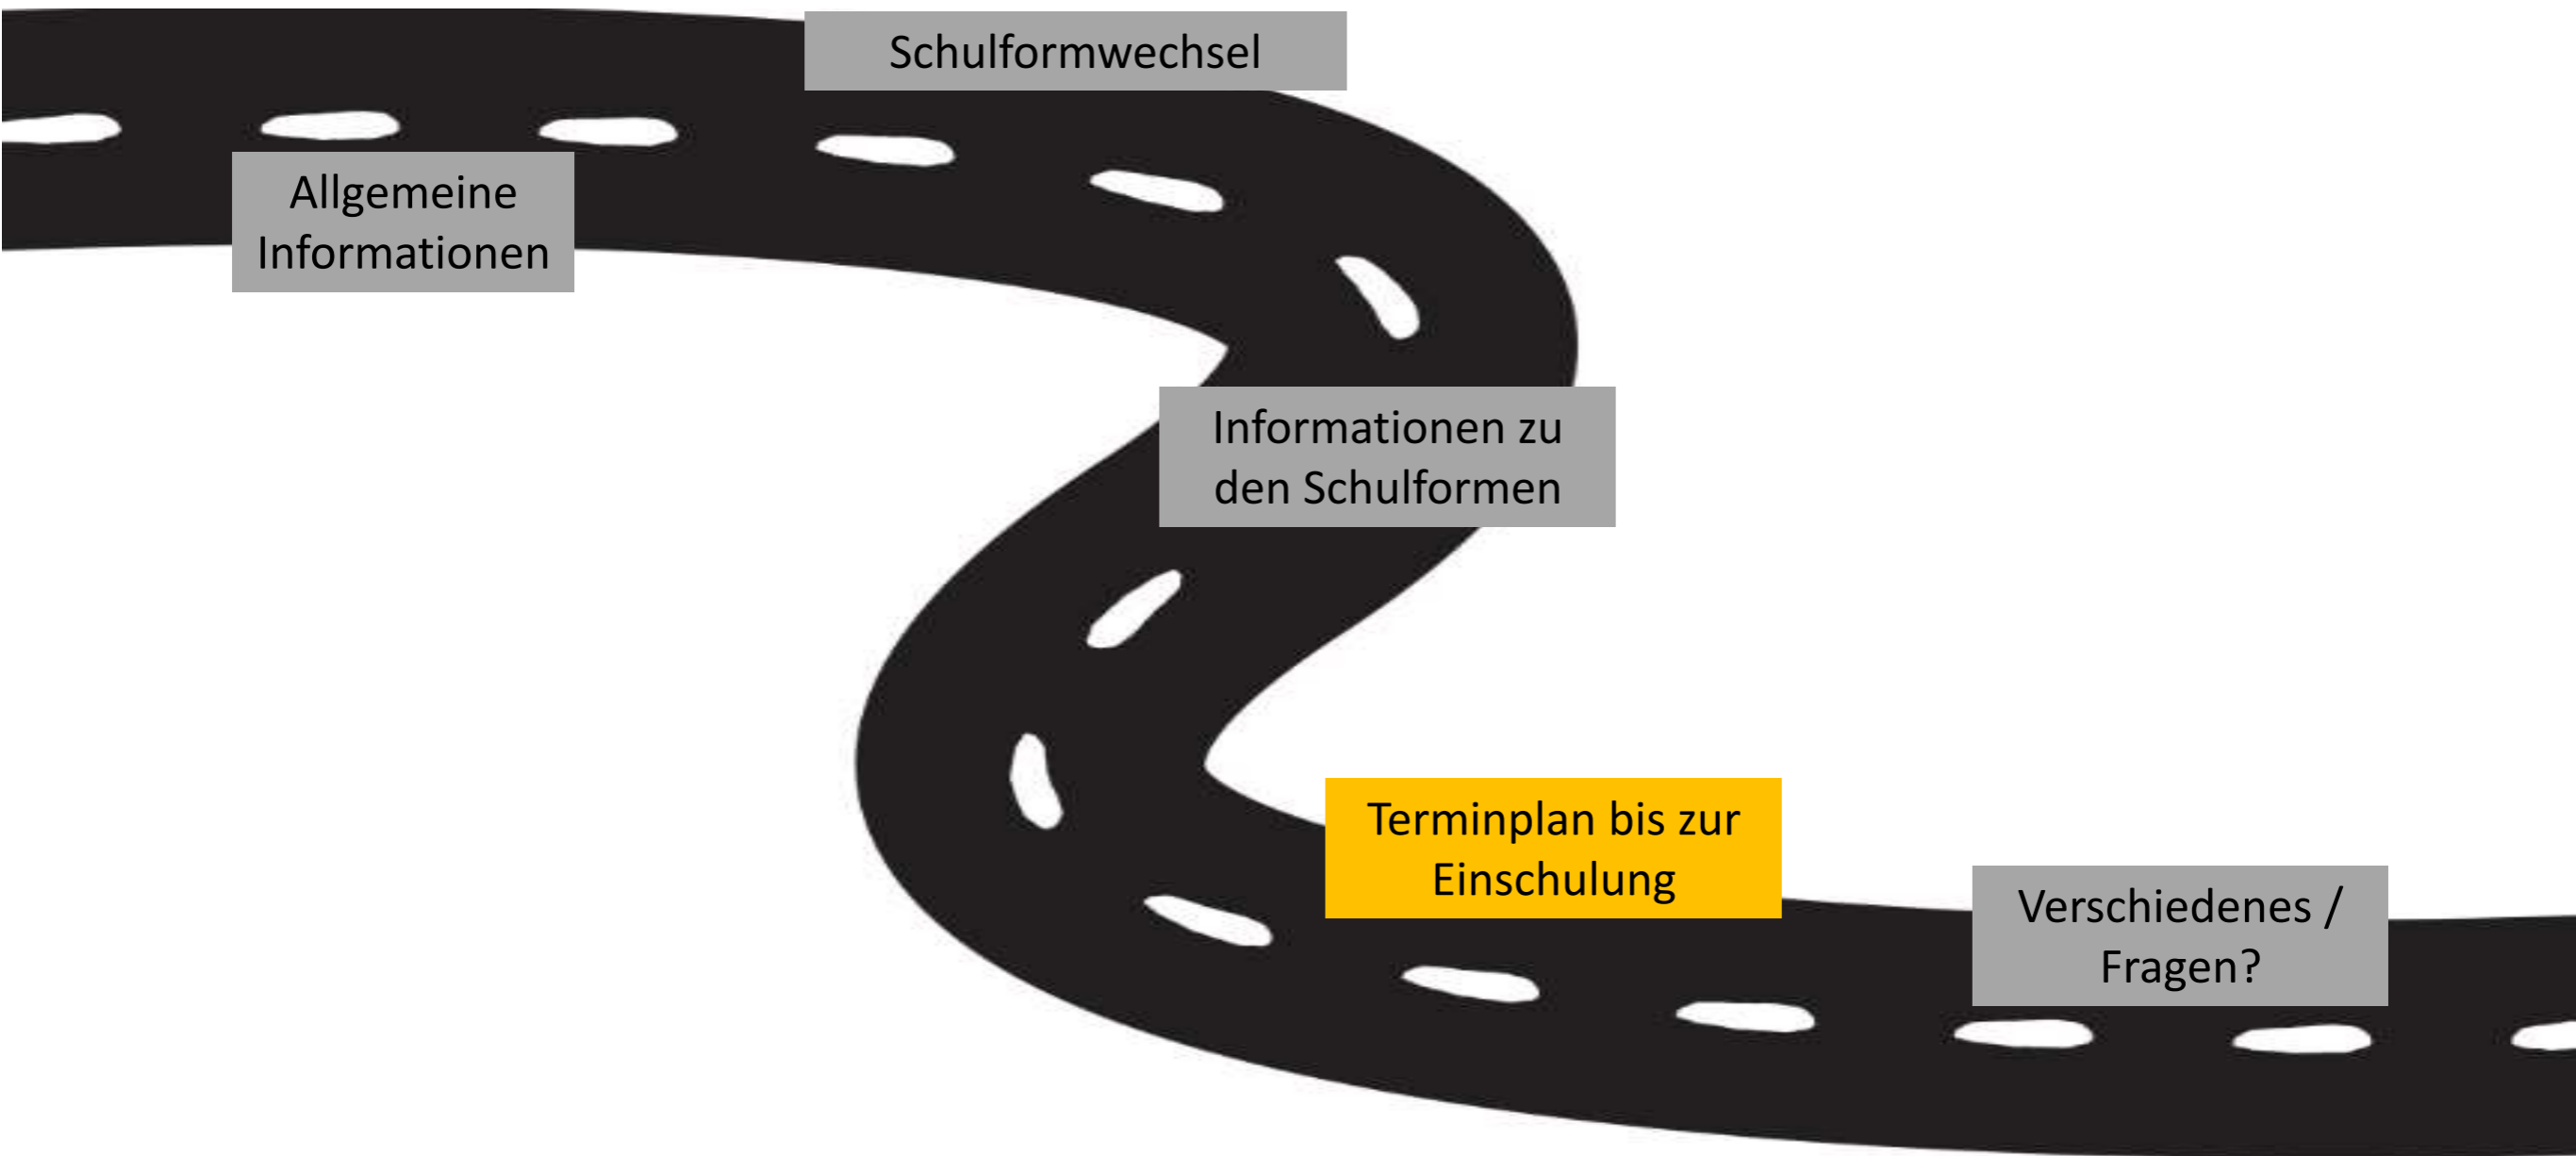 Schulformwechsel
Allgemeine
Informationen
Informationen zu
den Schulformen
Terminplan bis zur
Einschulung
Verschiedenes /
Fragen?